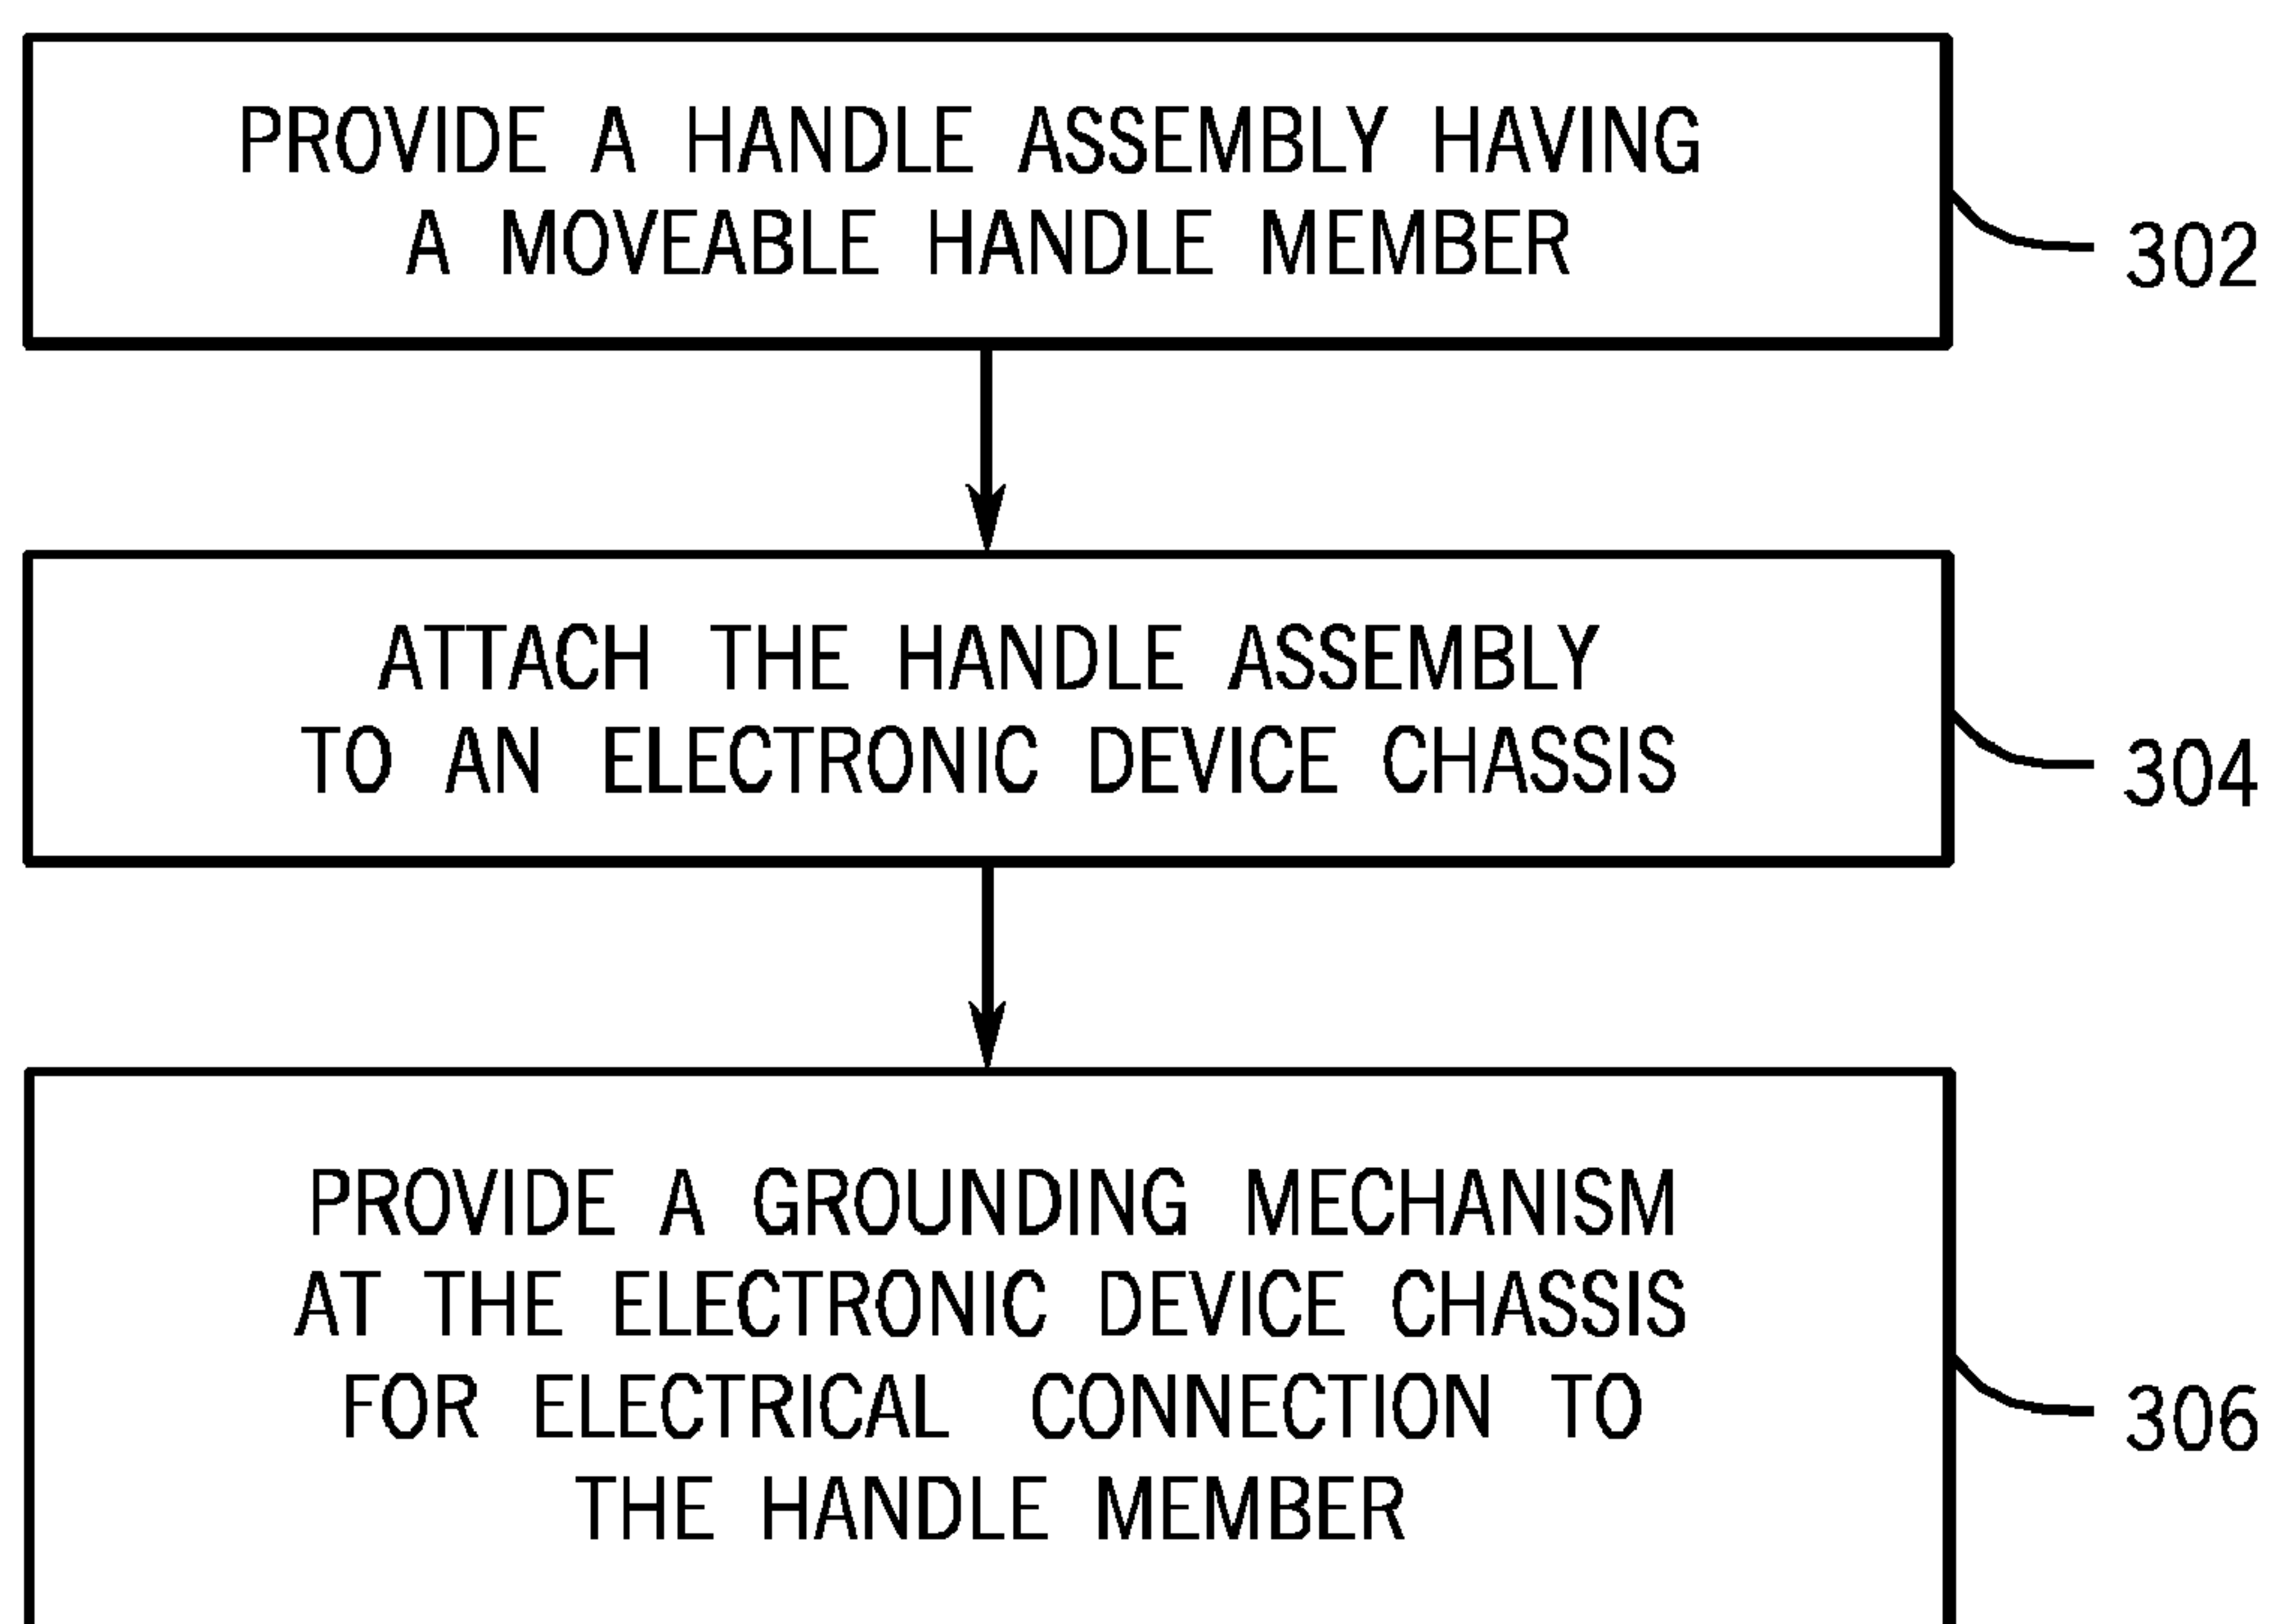 PROVIDE A HANDLE ASSEMBLY HAVING
A MOVEABLE HANDLE MEMBER
302
ATTACH THE HANDLE ASSEMBLY
TO AN ELECTRONIC DEVICE CHASSIS
304
PROVIDE A GROUNDING MECHANISM
AT THE ELECTRONIC DEVICE CHASSIS
FOR ELECTRICAL CONNECTION TO
THE HANDLE MEMBER
306